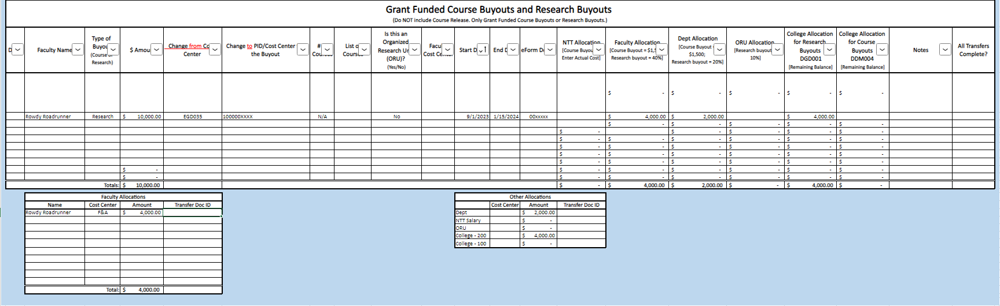 Grant Funded Course Buyouts and Research Buyouts
(Do NOT include Course Release. Only Grant Funded Course Buyouts or Research Buyouts.)
D
Faculty Name
Type of
Buyou
(Course or
Research)
$ Amou
Change from Co
Center
Change to PID/Cost Center
the Buyout
#
Cou
List o
Cours
Is this an
Organized
Research Un
(ORU)?
(Yes/No)
Facu
Cost Ce
Start D
End D
eForm D
NTT Allocation
[Course Buyou
Enter Actual Cost]
Faculty Allocation
[Course Buyout = $1,5
Research buyout = 40%]
Dept Allocation
[Course Buyout
$1,500;
Research buyout = 20%]
ORU Allocation
[Research buyout
10%]
College Allocation
for Research
Buyouts
DGD001
[Remaining Balance]
College Allocation
for Course
Buyouts
DDM004
[Remaining Balance]
Notes
All Transfers
Complete?
$ - $ - $ - $ - $ -
Rowdy Roadrunner Research $ 10,000.00 EGD035 100000XXXX N/A No 9/1/2023 1/15/2024 00xxxxx $ 4,000.00 $ 2,000.00 $ 4,000.00
$ - $ - $ - $ - $ -
$ - $ - $ - $ - $ -
$ - $ - $ - $ - $ - $ -
$ - $ - $ - $ - $ - $ -
$ - $ - $ - $ - $ - $ -
$ - $ - $ - $ - $ - $ -
$ - $ - $ - $ - $ - $ - $ -
$ - $ - $ - $ - $ - $ - $ -
Totals: $ 10,000.00 $ - $ 4,000.00 $ 2,000.00 $ - $ 4,000.00 $ -
Faculty Allocations
Name Cost Center Amount Transfer Doc ID
Rowdy Roadrunner F&A $ 4,000.00
Total: $ 4,000.00
Other Allocations
Cost Center Amount Transfer Doc ID
Dept $ 2,000.00
NTT Salary $ -
ORU $ -
College - 200 $ 4,000.00
College - 100 $ -